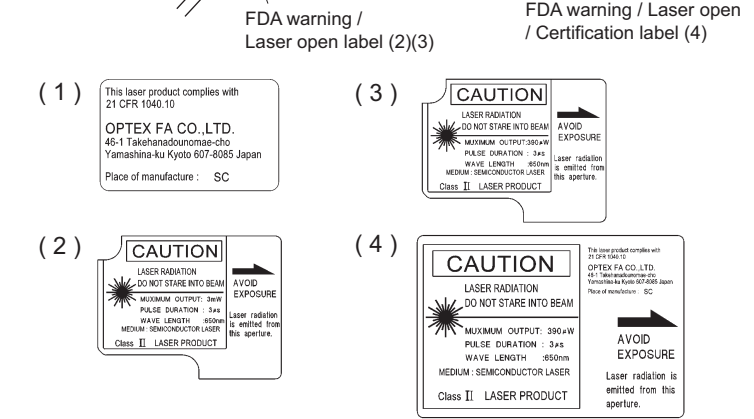 FDA warning /
Laser open label (2)(3)
FDA warning / Laser open
/ Certification label (4)
( 1 )
This laser product complies with
21 CFR 1040.10
OPTEX FA CO.,LTD.
46-1 Takehanadounomae-cho
Yamashina-ku Kyoto 607-8085 Japan
Place of manufacture : SC
( 3 )
CAUTION
LASER RADIATION
DO NOT STARE INTO BEAM
MUXIMUM OUTPUT:390μW
PULSE DURATION : 3μs
WAVE LENGTH :650nm
MEDIUM : SEMICONDUCTOR LASER
Class II LASER PRODUCT
AVOID
EXPOSURE
Laser radiation
is emitted from
this aperture.
( 2 )
CAUTION
LASER RADIATION
DO NOT STARE INTO BEAM
MUXIMUM OUTPUT: 3mW
PULSE DURATION : 3μs
WAVE LENGTH :650nm
MEDIUM : SEMICONDUCTOR LASER
Class II LASER PRODUCT
AVOID
EXPOSURE
Laser radiation
is emitted from
this aperture.
( 4 )
CAUTION
LASER RADIATION
DO NOT STARE INTO BEAM
MUXIMUM OUTPUT: 390μW
PULSE DURATION : 3μs
WAVE LENGTH :650nm
MEDIUM : SEMICONDUCTOR LASER
Class II LASER PRODUCT
This laser product complies with
21 CFR 1040.10
OPTEX FA CO.,LTD.
46-1 Takehanadounomae-cho
Yamashina-ku Kyoto 607-8085 Japan
Place of manufacture : SC
AVOID
EXPOSURE
Laser radiation is
emitted from this
aperture.